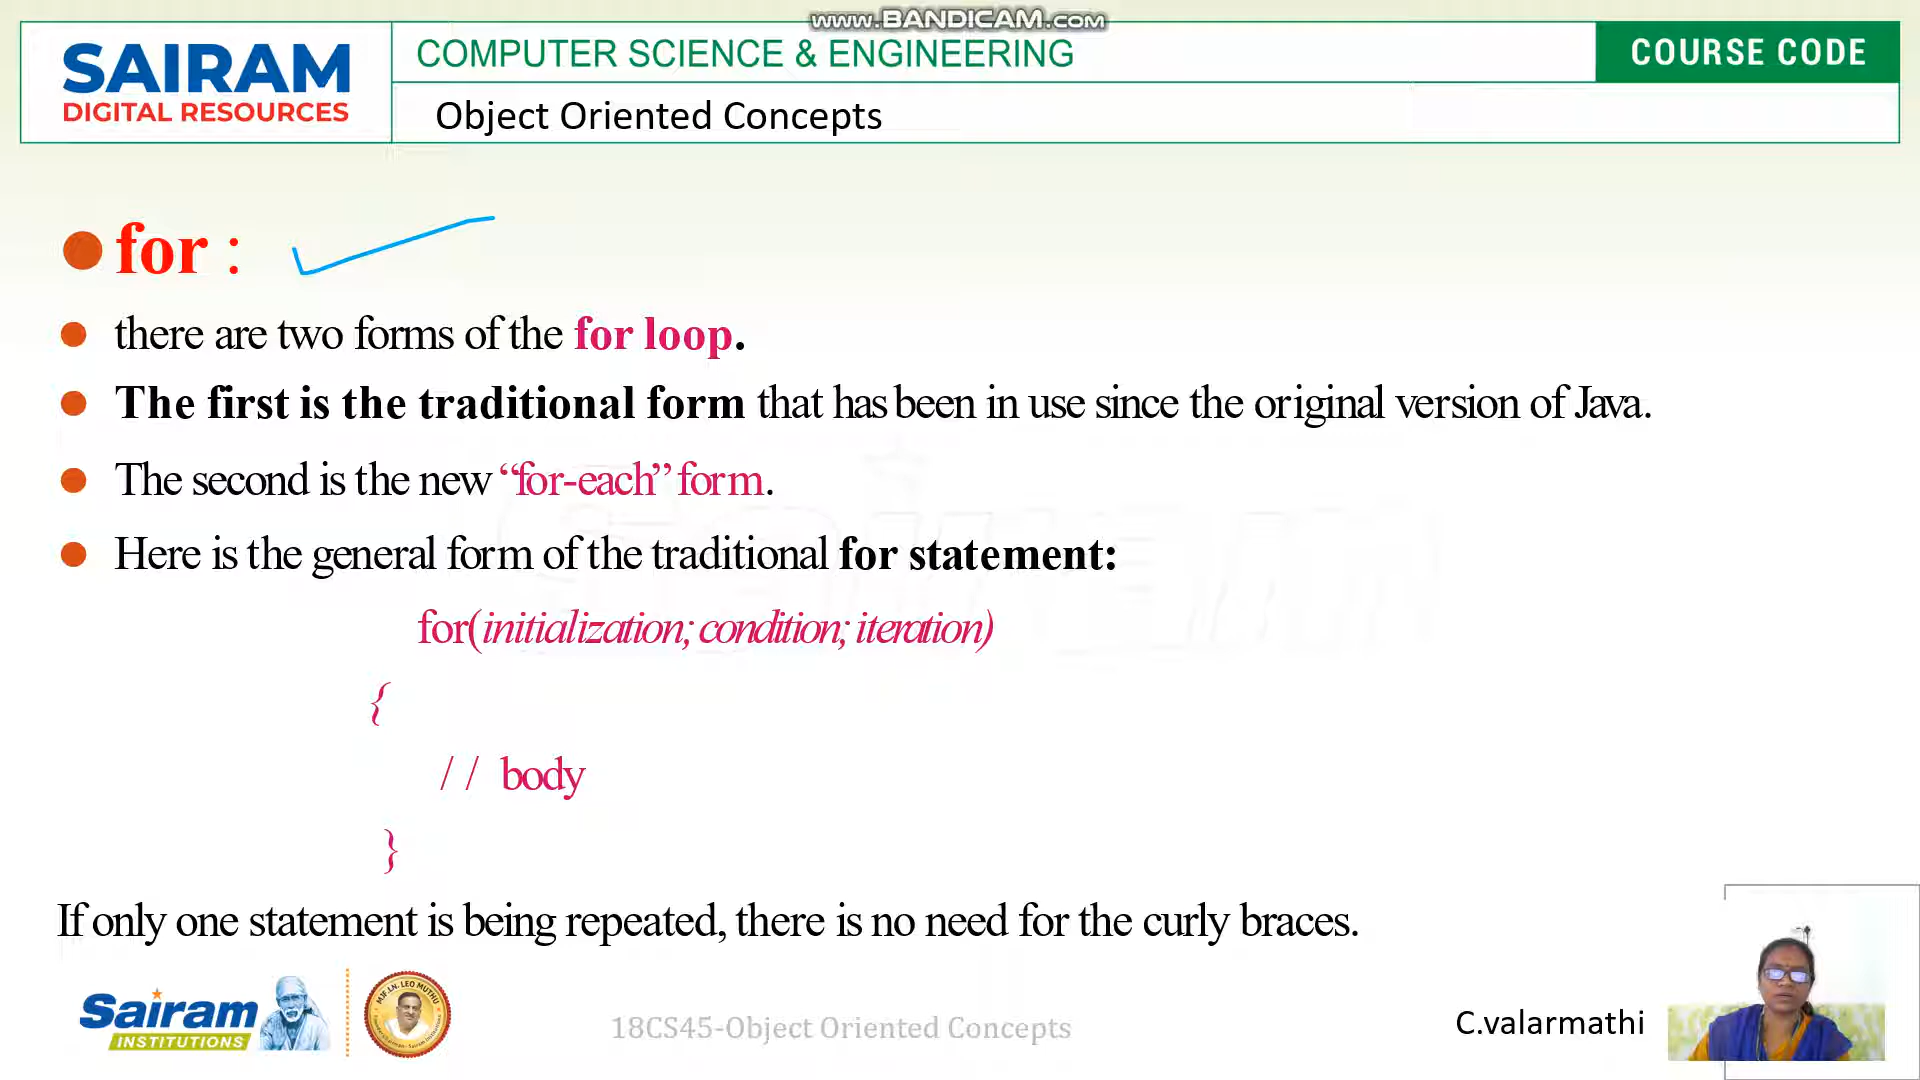 www.BANDICAM.com
SAIRAM
DIGITAL RESOURCES
COMPUTER SCIENCE & ENGINEERING
COURSE CODE
Object Oriented Concepts
for :
there are two forms of the for loop.
The first is the traditional form that has been in use since the original version of Java.
The second is the new “for-each” form.
Here is the general form of the traditional for statement:
for(initialization; condition; iteration)
{
// body
}
If only one statement is being repeated, there is no need for the curly braces.
Sairam
INSTITUTIONS
MJF.LN. LEO MUTHU
18CS45-Object Oriented Concepts
C.valarmathi